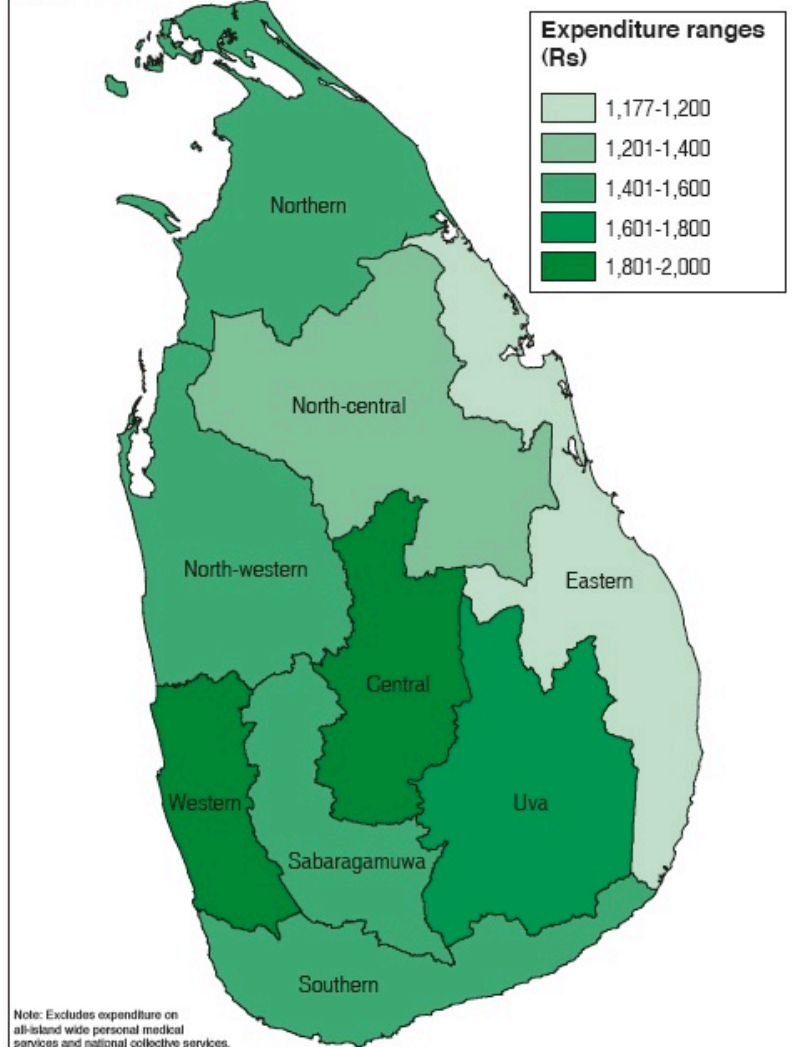 Expenditure ranges
(Rs)
1,177-1,200
1,201-1,400
1,401-1,600
1,601-1,800
1,801-2,000
Northern
North-central
North-western
Eastern
Central
Western
Uva
Sabaragamuwa
Southern
Note: Excludes expenditure on
all-island wide personal medical
services and national collective services.